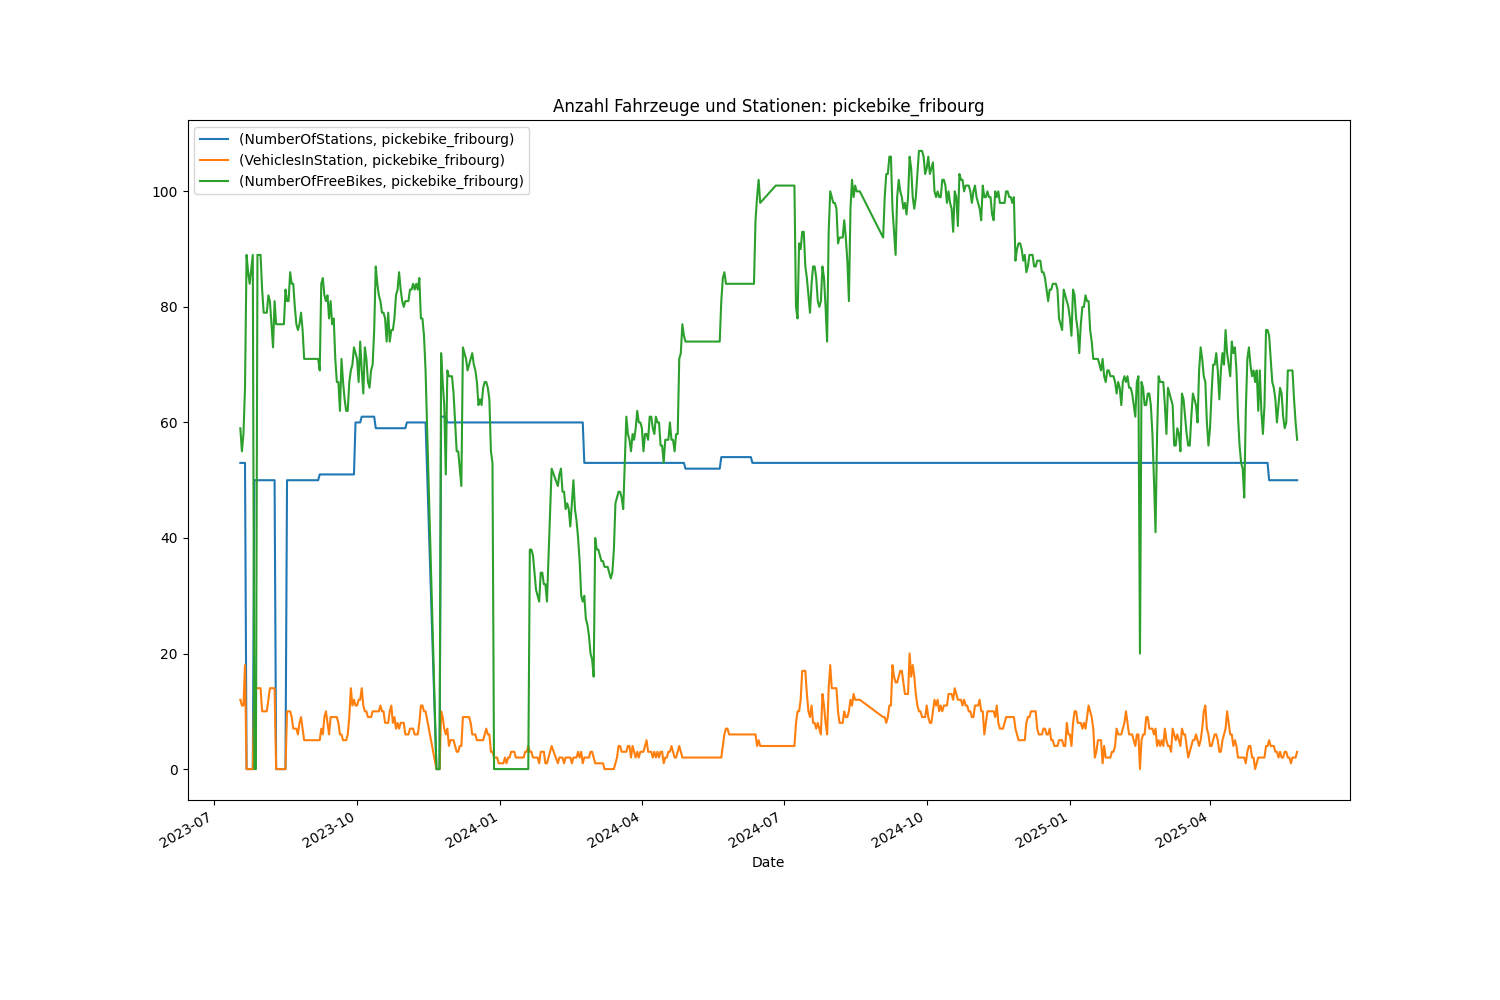 Anzahl Fahrzeuge und Stationen: pickebike_fribourg
(NumberOfStations, pickebike_fribourg)
(VehiclesInStation, pickebike_fribourg)
(NumberOfFreeBikes, pickebike_fribourg)
100
80
60
40
20
0
2023-07
2023-10
2024-01
2024-04
2024-07
2024-10
2025-01
2025-04
Date